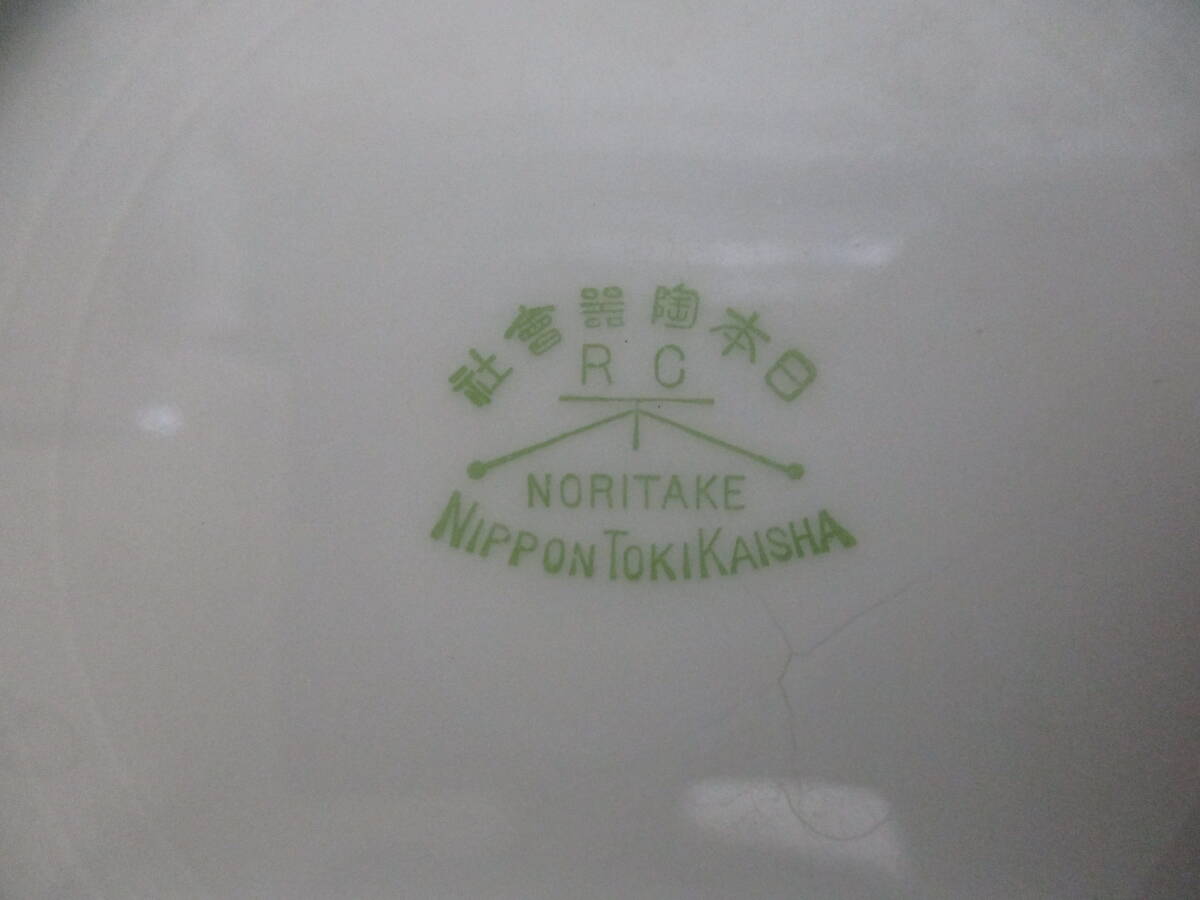 日本陶器會社
R C
NORITAKE
NIPPON TOKI KAISHA